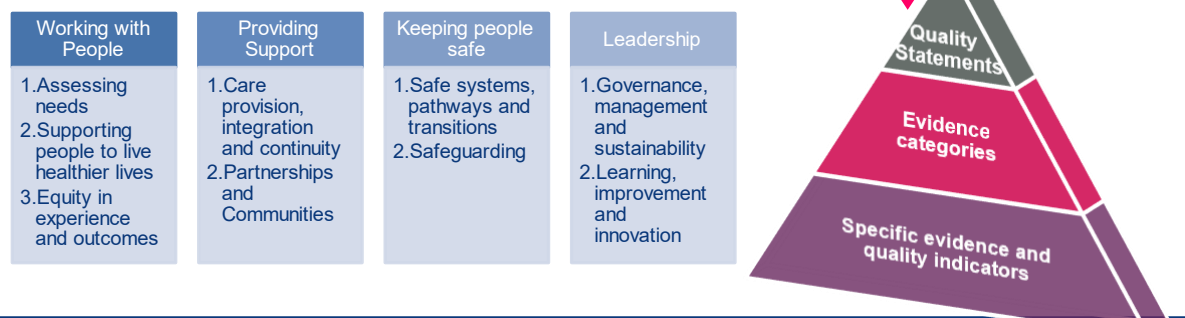 Working with
People
1.Assessing
needs
2.Supporting
people to live
healthier lives
3.Equity in
experience
and outcomes
Providing
Support
1.Care
provision,
integration
and continuity
2.Partnerships
and
Communities
Keeping people
safe
1.Safe systems,
pathways and
transitions
2.Safeguarding
Leadership
1.Governance,
management
and
sustainability
2.Learning,
improvement
and
innovation
Quality
Statements
Evidence
categories
Specific evidence and
quality indicators